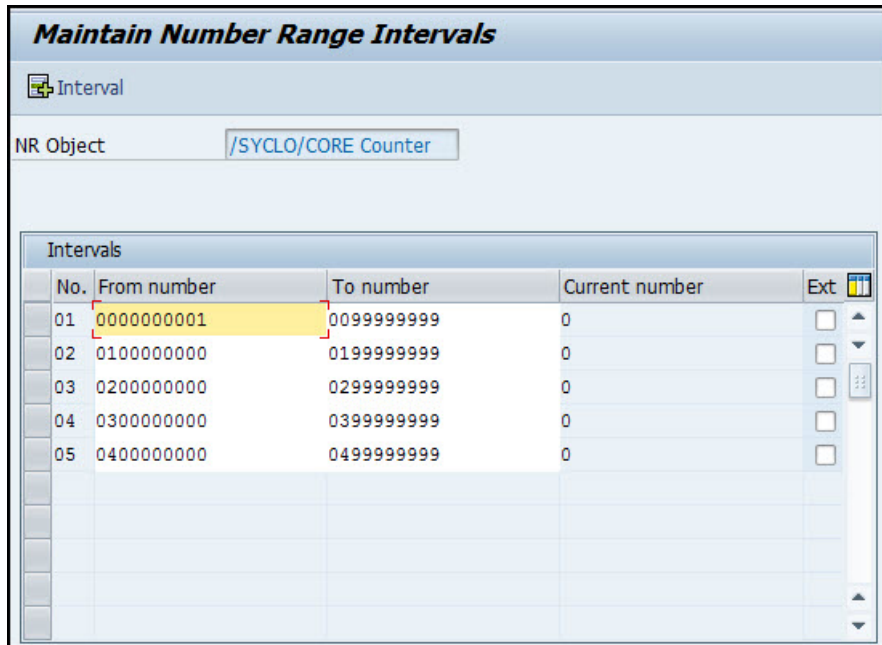 Maintain Number Range Intervals
Interval
NR Object /SYCLO/CORE Counter
Intervals
No. From number To number Current number Ext
01 0000000001 0099999999 0
02 0100000000 0199999999 0
03 0200000000 0299999999 0
04 0300000000 0399999999 0
05 0400000000 0499999999 0